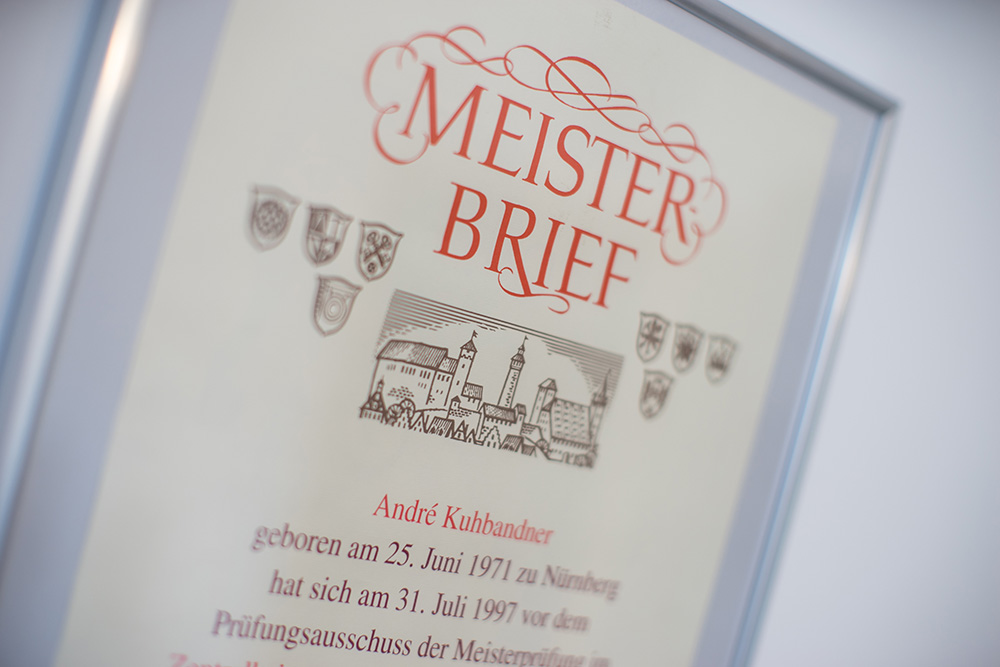 MEISTER-
BRIEF
André Kuhbandner
geboren am 25. Juni 1971 zu Nürnberg
hat sich am 31. Juli 1997 vor dem
Prüfungsausschuss der Meisterprüfung im